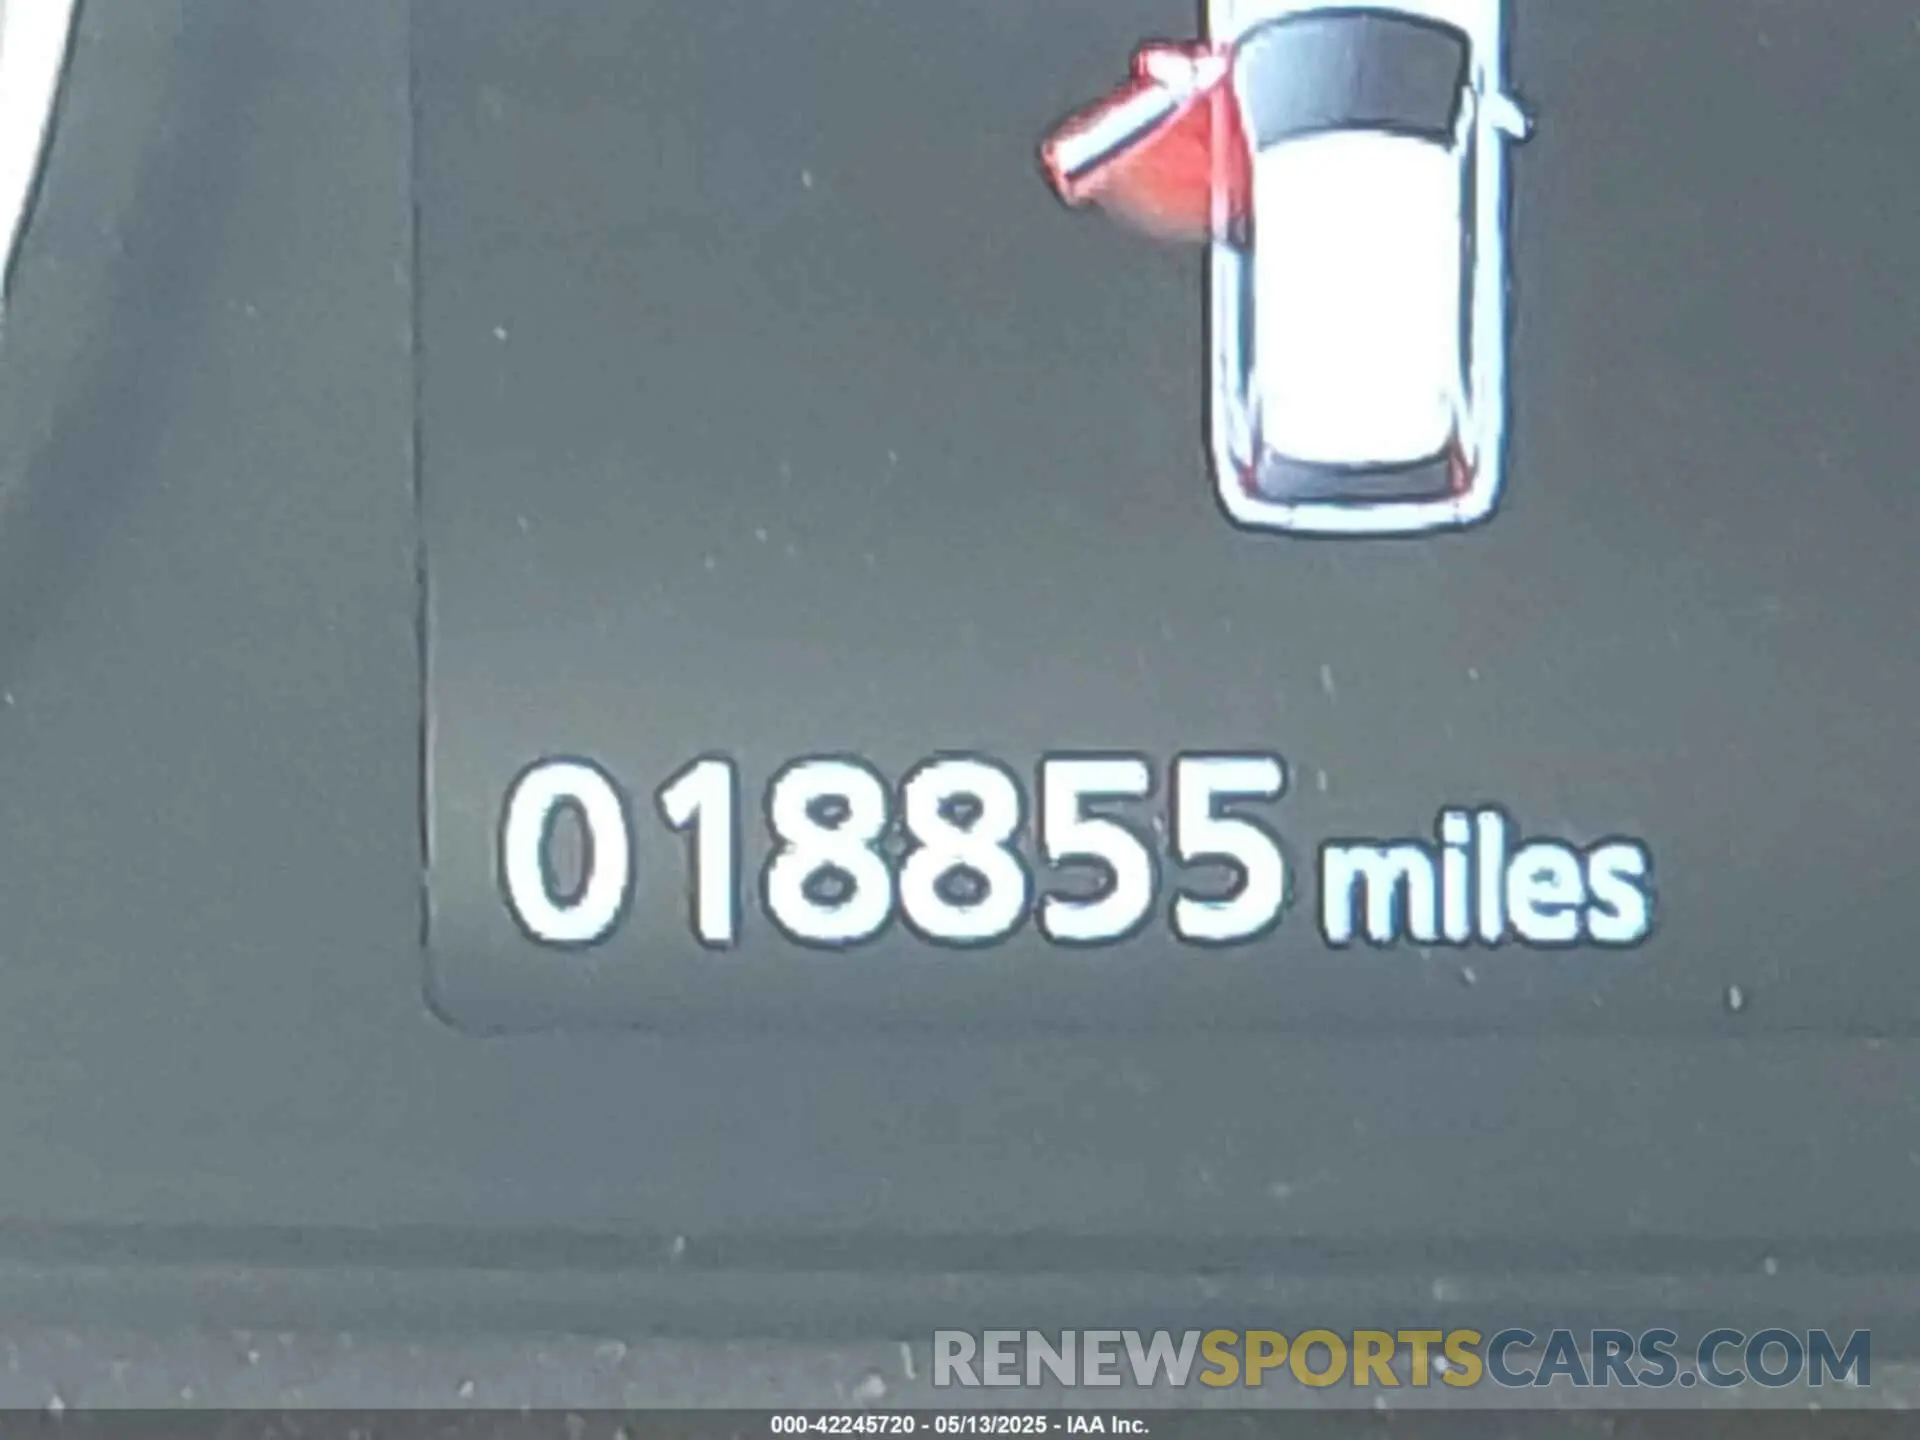 018855 miles
RENEWSPORTSCARS.COM
000-42245720 - 05/13/2025 - IAA Inc.